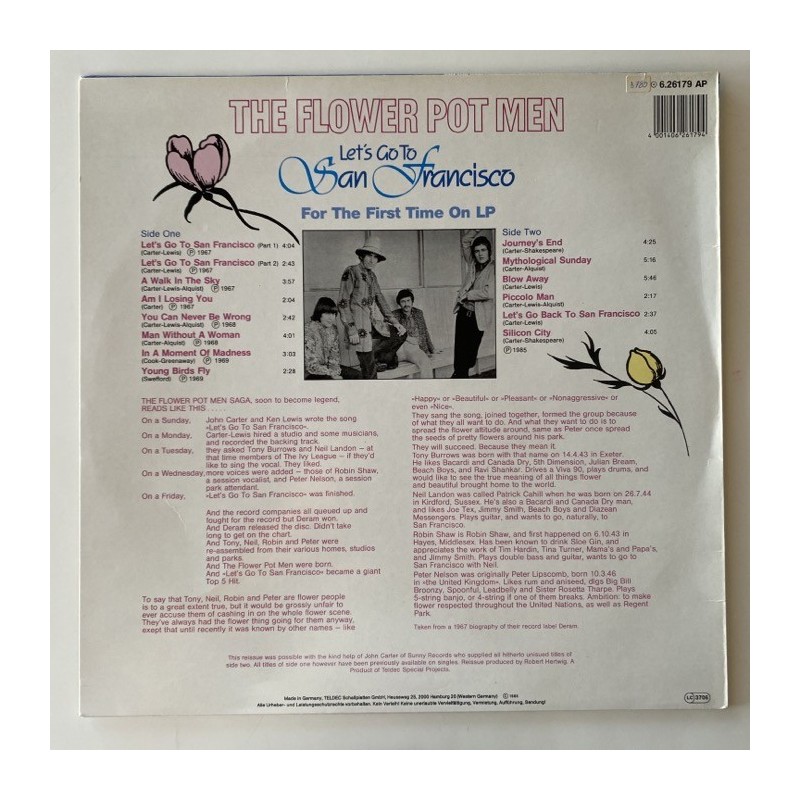 6.26179 AP
4 001406 261794
THE FLOWER POT MEN
Let's Go To
San Francisco
For The First Time On LP
Side One
Let's Go To San Francisco (Part 1) 4:04
(Carter-Lewis) Ⓟ 1967
Let's Go To San Francisco (Part 2) 2:43
(Carter-Lewis) Ⓟ 1967
A Walk In The Sky 3:57
(Carter-Lewis-Alquist) Ⓟ 1967
Am I Losing You 2:04
(Carter) Ⓟ 1967
You Can Never Be Wrong 2:42
(Carter-Lewis-Alquist) Ⓟ 1968
Man Without A Woman 4:01
(Carter-Alquist) Ⓟ 1968
In A Moment Of Madness 3:03
(Cook-Greenaway) Ⓟ 1969
Young Birds Fly 2:28
(Swefford) Ⓟ 1969
Side Two
Journey's End 4:25
(Carter-Shakespeare)
Mythological Sunday 5:16
(Carter-Alquist)
Blow Away 5:46
(Carter-Lewis)
Piccolo Man 2:17
(Carter-Lewis-Alquist)
Let's Go Back To San Francisco 2:37
(Carter-Lewis)
Silicon City 4:05
(Carter-Shakespeare)
Ⓟ 1985
THE FLOWER POT MEN SAGA, soon to become legend,
READS LIKE THIS .....
On a Sunday, John Carter and Ken Lewis wrote the song
»Let's Go To San Francisco«.
On a Monday, Carter-Lewis hired a studio and some musicians,
and recorded the backing track.
On a Tuesday, they asked Tony Burrows and Neil Landon – at
that time members of The Ivy League – if they'd
like to sing the vocal. They liked.
On a Wednesday, more voices were added – those of Robin Shaw,
a session vocalist, and Peter Nelson, a session
park attendant.
On a Friday, »Let's Go To San Francisco« was finished.
And the record companies all queued up and
fought for the record but Deram won.
And Deram released the disc. Didn't take
long to get on the chart.
And Tony, Neil, Robin and Peter were
re-assembled from their various homes, studios
and parks.
And The Flower Pot Men were born.
And »Let's Go To San Francisco« became a giant
Top 5 Hit.
To say that Tony, Neil, Robin and Peter are flower people
is to a great extent true, but it would be grossly unfair to
ever accuse them of cashing in on the whole flower scene.
They've always had the flower thing going for them anyway,
exept that until recently it was known by other names – like
»Happy« or »Beautiful« or »Pleasant« or »Nonaggressive« or
even »Nice«.
They sang the song, joined together, formed the group because
of what they all want to do. And what they want to do is to
spread the flower attitude around, same as Peter once spread
the seeds of pretty flowers around his park.
They will succeed. Because they mean it.
Tony Burrows was born with that name on 14.4.43 in Exeter.
He likes Bacardi and Canada Dry, 5th Dimension, Julian Bream,
Beach Boys, and Ravi Shankar. Drives a Viva 90, plays drums, and
would like to see the true meaning of all things flower
and beautiful brought home to the world.
Neil Landon was called Patrick Cahill when he was born on 26.7.44
in Kirdford, Sussex. He's also a Bacardi and Canada Dry man,
and likes Joe Tex, Jimmy Smith, Beach Boys and Diazean
Messengers. Plays guitar, and wants to go, naturally, to
San Francisco.
Robin Shaw is Robin Shaw, and first happened on 6.10.43 in
Hayes, Middlesex. Has been known to drink Sloe Gin, and
appreciates the work of Tim Hardin, Tina Turner, Mama's and Papa's,
and Jimmy Smith. Plays double bass and guitar, wants to go to
San Francisco with Neil.
Peter Nelson was originally Peter Lipscomb, born 10.3.46
in »the United Kingdom«. Likes rum and aniseed, digs Big Bill
Broonzy, Spoonful, Leadbelly and Sister Rosetta Tharpe. Plays
5-string banjo, or 4-string if one of them breaks. Ambition: to make
flower respected throughout the United Nations, as well as Regent
Park.
Taken from a 1967 biography of their record label Deram.
This reissue was possible with the kind help of John Carter of Sunny Records who supplied all hitherto unissued titles of
side two. All titles of side one however have been previously available on singles. Reissue produced by Robert Hertwig. A
Product of Teldec Special Projects.
Made in Germany, TELDEC Schallplatten GmbH, Heussweg 25, 2000 Hamburg 20 (Western Germany)
Alle Urheber- und Leistungsschutzrechte vorbehalten. Kein Verleih! Keine unerlaubte Vervielfältigung, Vermietung, Aufführung, Sendung!
LC 3706